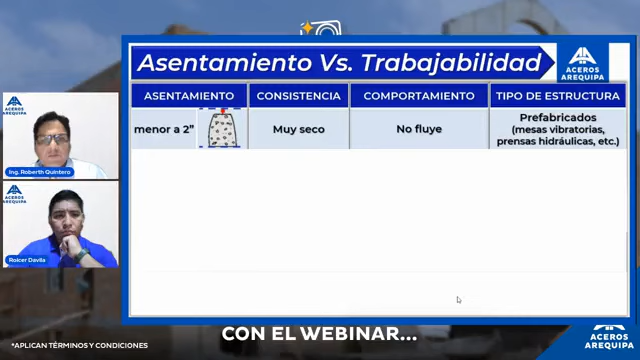 Asentamiento Vs. Trabajabilidad
ACEROS
AREQUIPA
ASENTAMIENTO
CONSISTENCIA
COMPORTAMIENTO
TIPO DE ESTRUCTURA
menor a 2"
Muy seco
No fluye
Prefabricados
(mesas vibratorias,
prensas hidráulicas, etc.)
ACEROS
AREQUIPA
Ing. Roberth Quintero
ACEROS
AREQUIPA
Roicer Davila
CON EL WEBINAR...
*APLICAN TÉRMINOS Y CONDICIONES
ACEROS
AREQUIPA